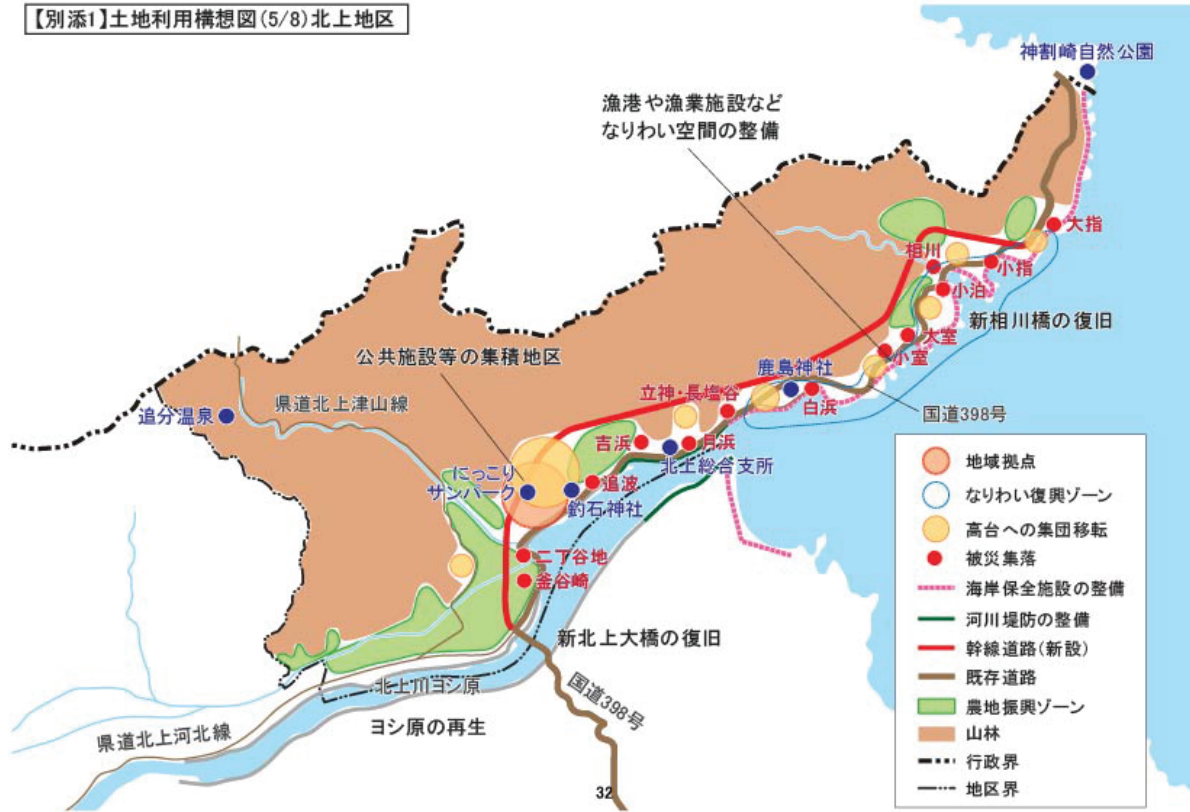 【別添1】土地利用構想図(5/8)北上地区
神割崎自然公園
漁港や漁業施設など
なりわい空間の整備
大指
相川
小指
小泊
新相川橋の復旧
大室
小室
公共施設等の集積地区
鹿島神社
立神・長塩谷
白浜
国道398号
県道北上津山線
追分温泉
吉浜
月浜
北上総合支所
にっこり
サンパーク
追波
釣石神社
二丁谷地
釜谷崎
新北上大橋の復旧
北上川ヨシ原
国道398号
ヨシ原の再生
県道北上河北線
32
地域拠点
なりわい復興ゾーン
高台への集団移転
被災集落
海岸保全施設の整備
河川堤防の整備
幹線道路(新設)
既存道路
農地振興ゾーン
山林
行政界
地区界